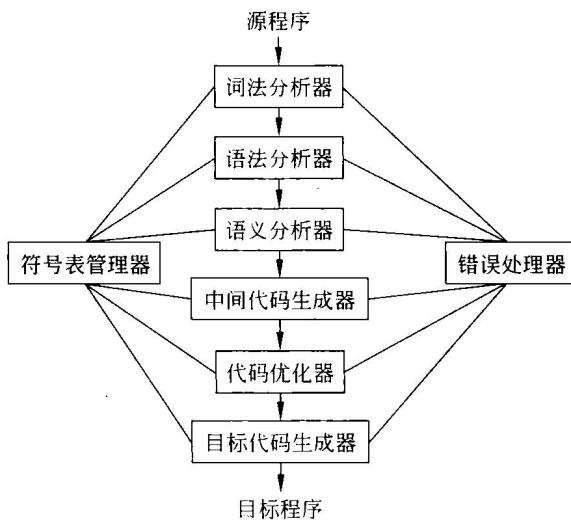 源程序
词法分析器
语法分析器
语义分析器
符号表管理器
错误处理器
中间代码生成器
代码优化器
目标代码生成器
目标程序